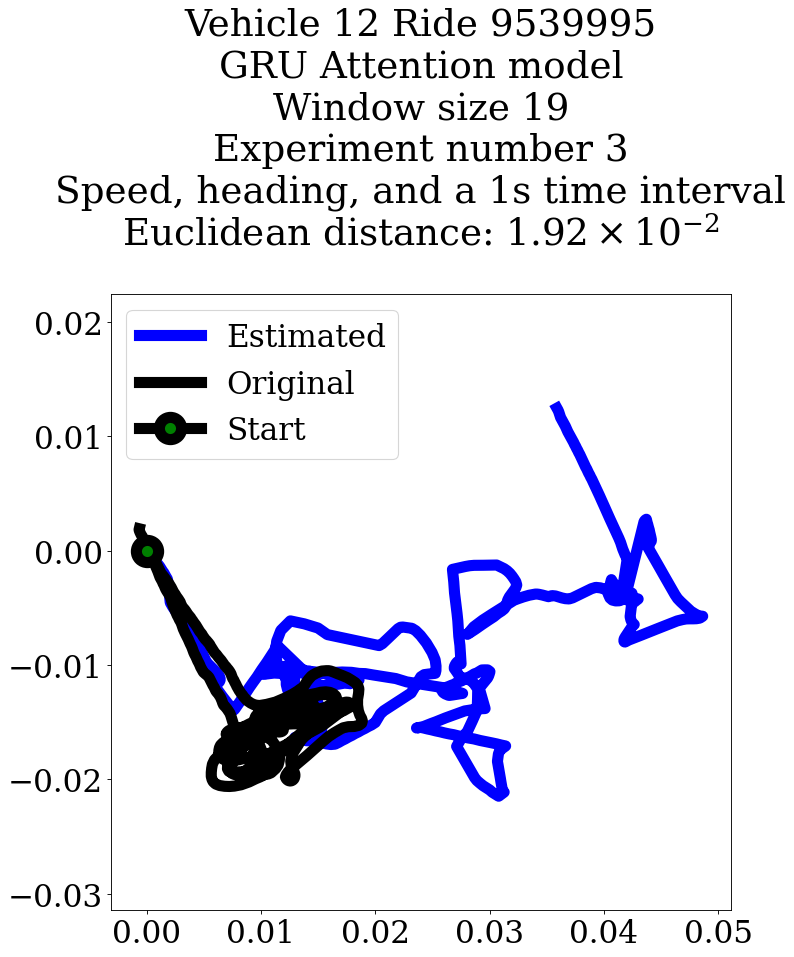 Vehicle 12 Ride 9539995
GRU Attention model
Window size 19
Experiment number 3
Speed, heading, and a 1s time interval
Euclidean distance: 1.92 × 10⁻²
Estimated
Original
Start
0.02
0.01
0.00
−0.01
−0.02
−0.03
0.00 0.01 0.02 0.03 0.04 0.05